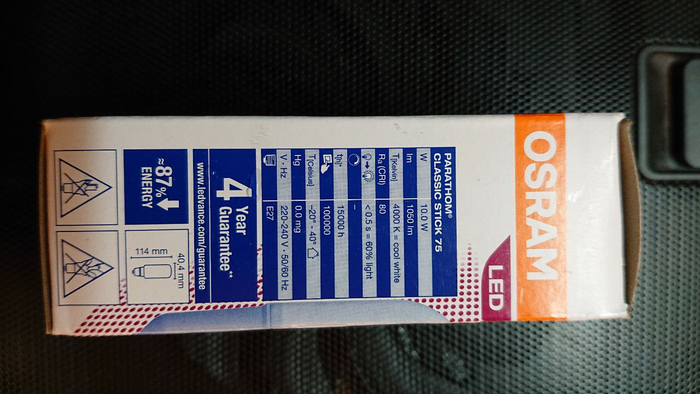 OSRAM
LED
PARATHOM®
CLASSIC STICK 75
W 10.0 W
lm 1050 lm
T[Kelvin] 4000 K = cool white
Ra (CRI) 80
< 0.5 s = 60% light
–
15000 h
100000
T[Celsius] -20° - 40°
Hg 0.0 mg
V · Hz 220-240 V · 50/60 Hz
E27
4 Year
Guarantee**
www.ledvance.com/guarantee
≈87%
ENERGY
114 mm
40,4 mm